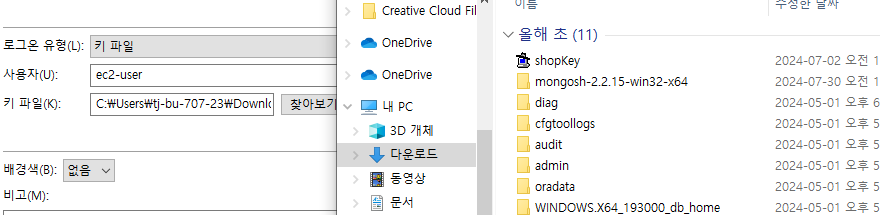 로그온 유형(L):
키 파일
사용자(U):
ec2-user
키 파일(K):
C:₩Users₩tj-bu-707-23₩Downl
찾아보기
배경색(B):
없음
비고(M):
Creative Cloud Fil
OneDrive
OneDrive
내 PC
3D 개체
다운로드
동영상
문서
이름
수정한 날짜
올해 초 (11)
shopKey
2024-07-02 오전 1
mongosh-2.2.15-win32-x64
2024-07-30 오전 1
diag
2024-05-01 오후 6
cfgtoollogs
2024-05-01 오후 5
audit
2024-05-01 오후 5
admin
2024-05-01 오후 5
oradata
2024-05-01 오후 5
WINDOWS.X64_193000_db_home
2024-05-01 오후 5